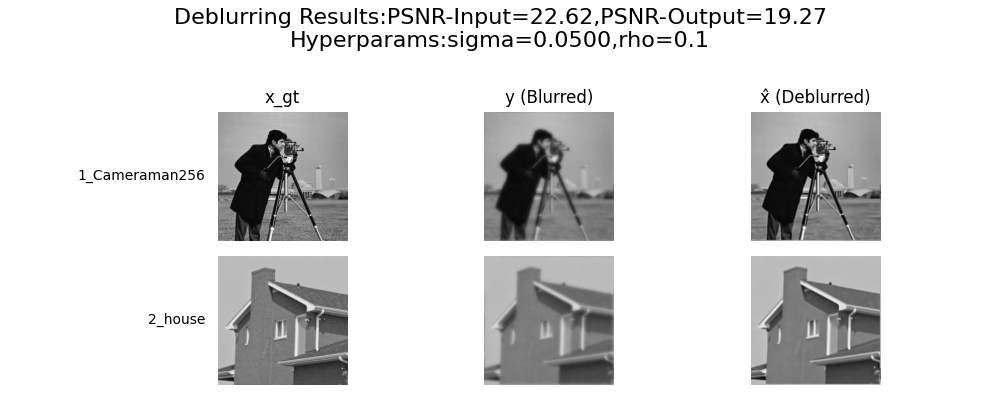 Deblurring Results:PSNR-Input=22.62,PSNR-Output=19.27
Hyperparams:sigma=0.0500,rho=0.1
x_gt
y (Blurred)
x̂ (Deblurred)
1_Cameraman256
2_house